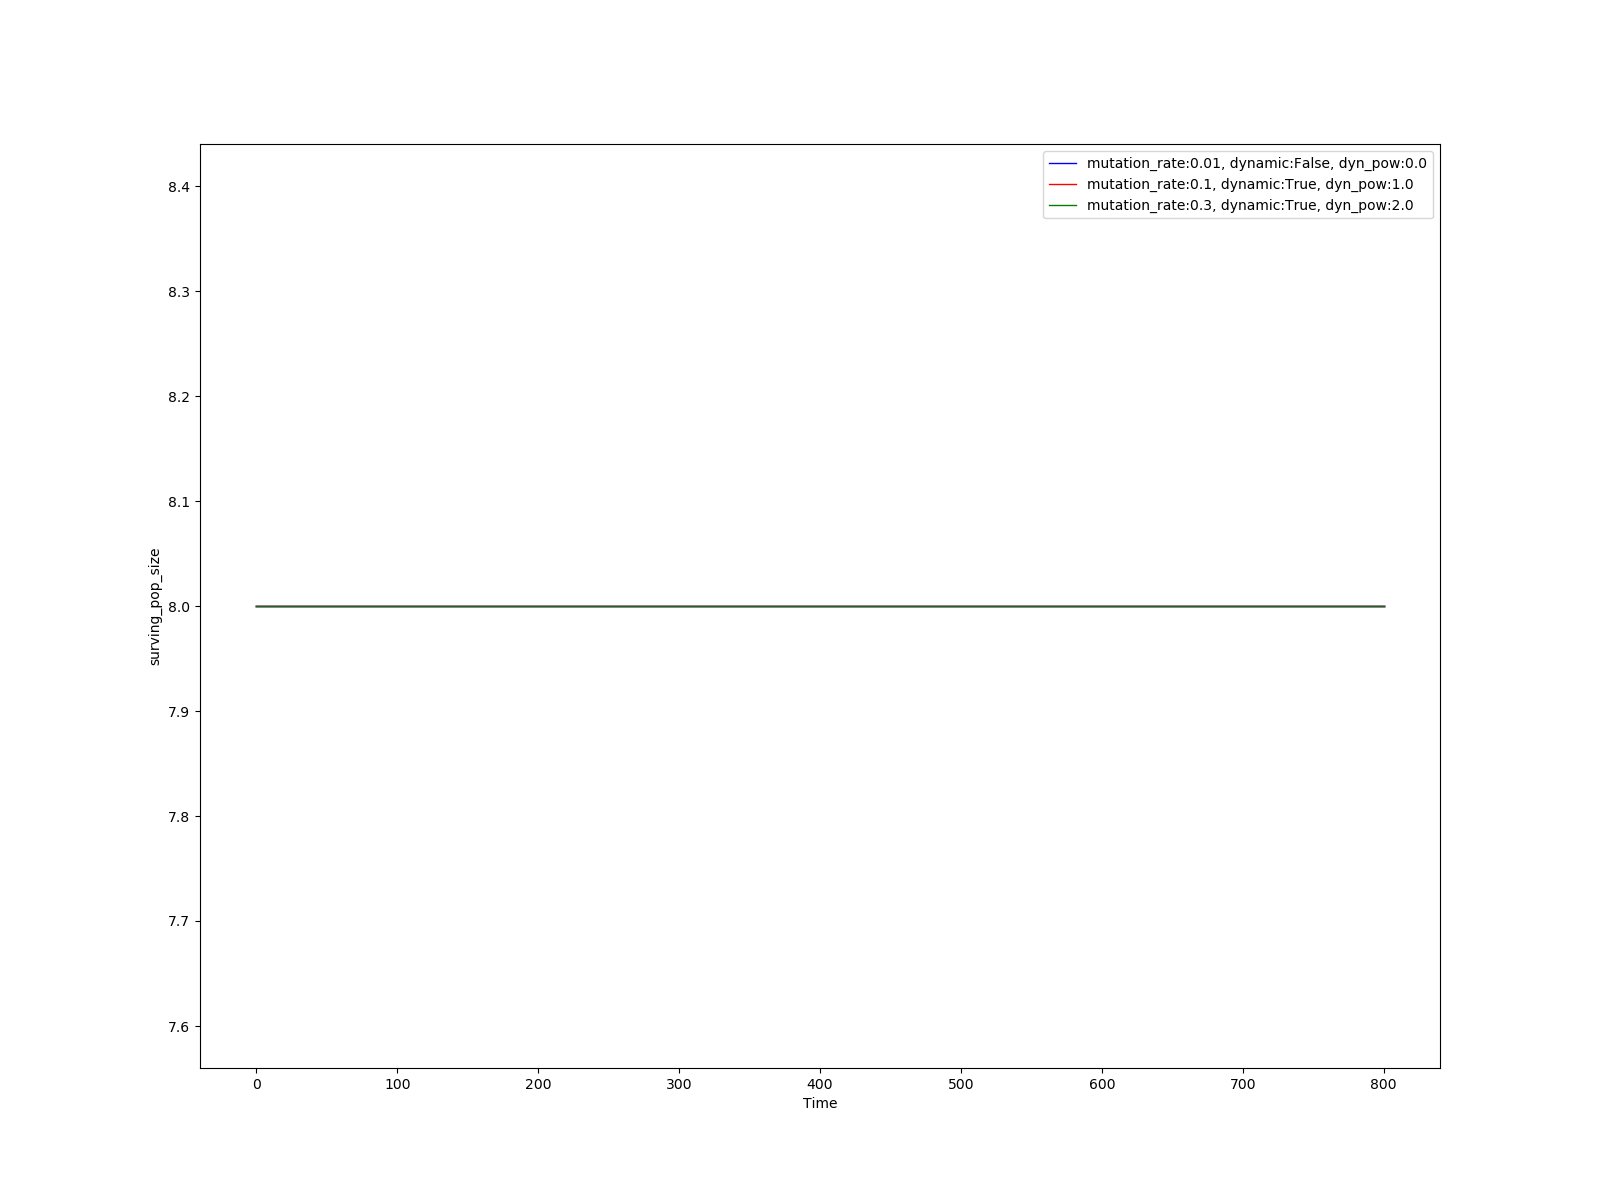 mutation_rate:0.01, dynamic:False, dyn_pow:0.0
mutation_rate:0.1, dynamic:True, dyn_pow:1.0
mutation_rate:0.3, dynamic:True, dyn_pow:2.0
8.4
8.3
8.2
8.1
8.0
7.9
7.8
7.7
7.6
surving_pop_size
0 100 200 300 400 500 600 700 800
Time